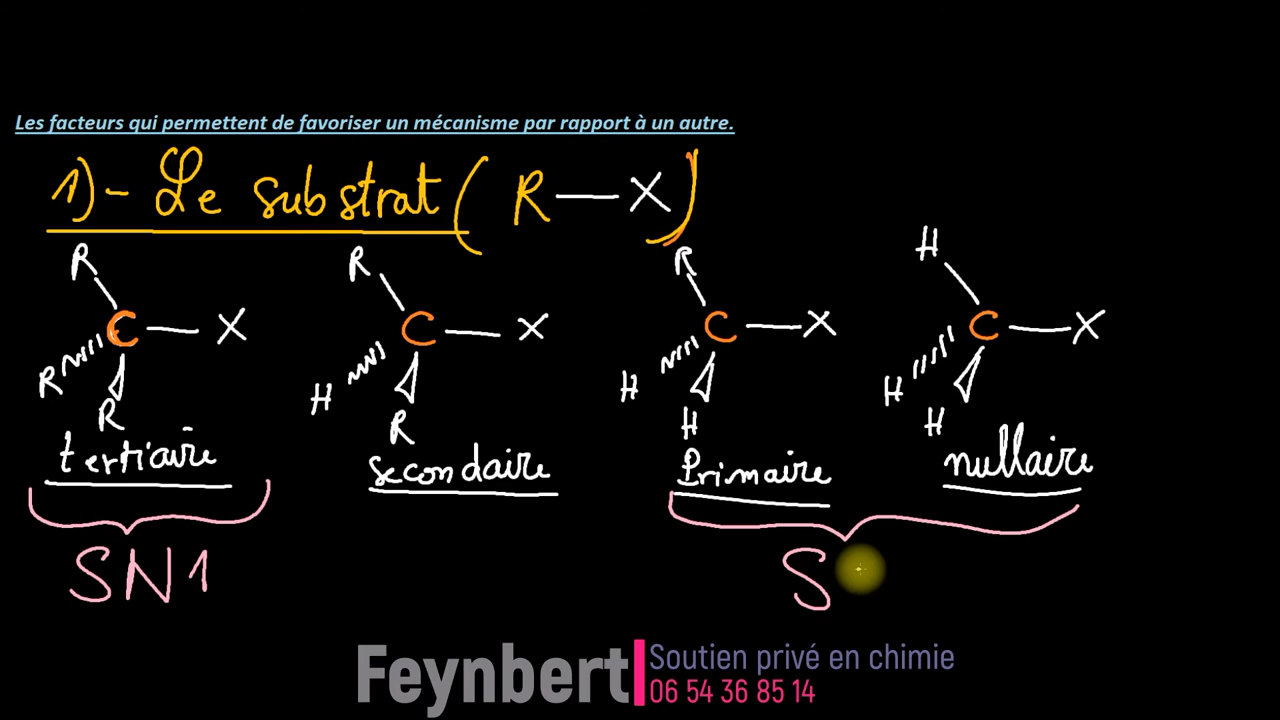 Les facteurs qui permettent de favoriser un mécanisme par rapport à un autre.
1)- Le substrat (R—X)
R R R H
C — X C — X C — X C — X
R H H H
R R H H
tertiaire secondaire Primaire nullaire
SN1 S
Feynbert Soutien privé en chimie
06 54 36 85 14